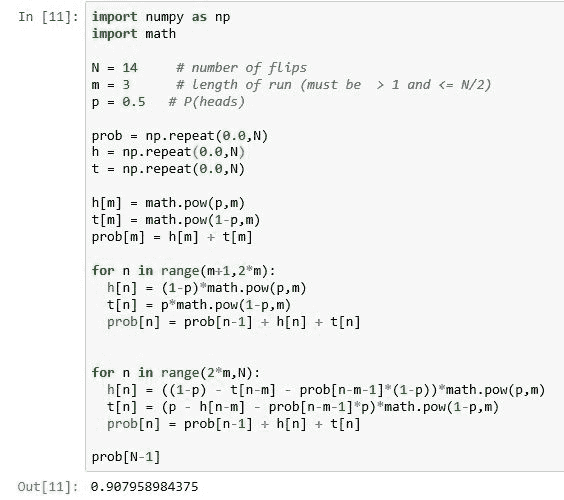 In [11]: import numpy as np
import math
N = 14 # number of flips
m = 3 # length of run (must be > 1 and <= N/2)
p = 0.5 # P(heads)
prob = np.repeat(0.0,N)
h = np.repeat(0.0,N)
t = np.repeat(0.0,N)
h[m] = math.pow(p,m)
t[m] = math.pow(1-p,m)
prob[m] = h[m] + t[m]
for n in range(m+1,2*m):
h[n] = (1-p)*math.pow(p,m)
t[n] = p*math.pow(1-p,m)
prob[n] = prob[n-1] + h[n] + t[n]
for n in range(2*m,N):
h[n] = ((1-p) - t[n-m] - prob[n-m-1]*(1-p))*math.pow(p,m)
t[n] = (p - h[n-m] - prob[n-m-1]*p)*math.pow(1-p,m)
prob[n] = prob[n-1] + h[n] + t[n]
prob[N-1]
Out[11]: 0.907958984375